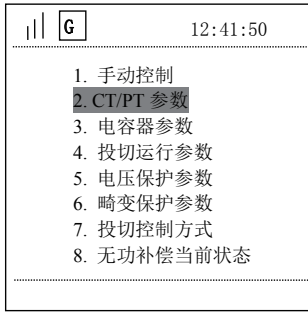 G 12:41:50
1. 手动控制
2. CT/PT 参数
3. 电容器参数
4. 投切运行参数
5. 电压保护参数
6. 畸变保护参数
7. 投切控制方式
8. 无功补偿当前状态